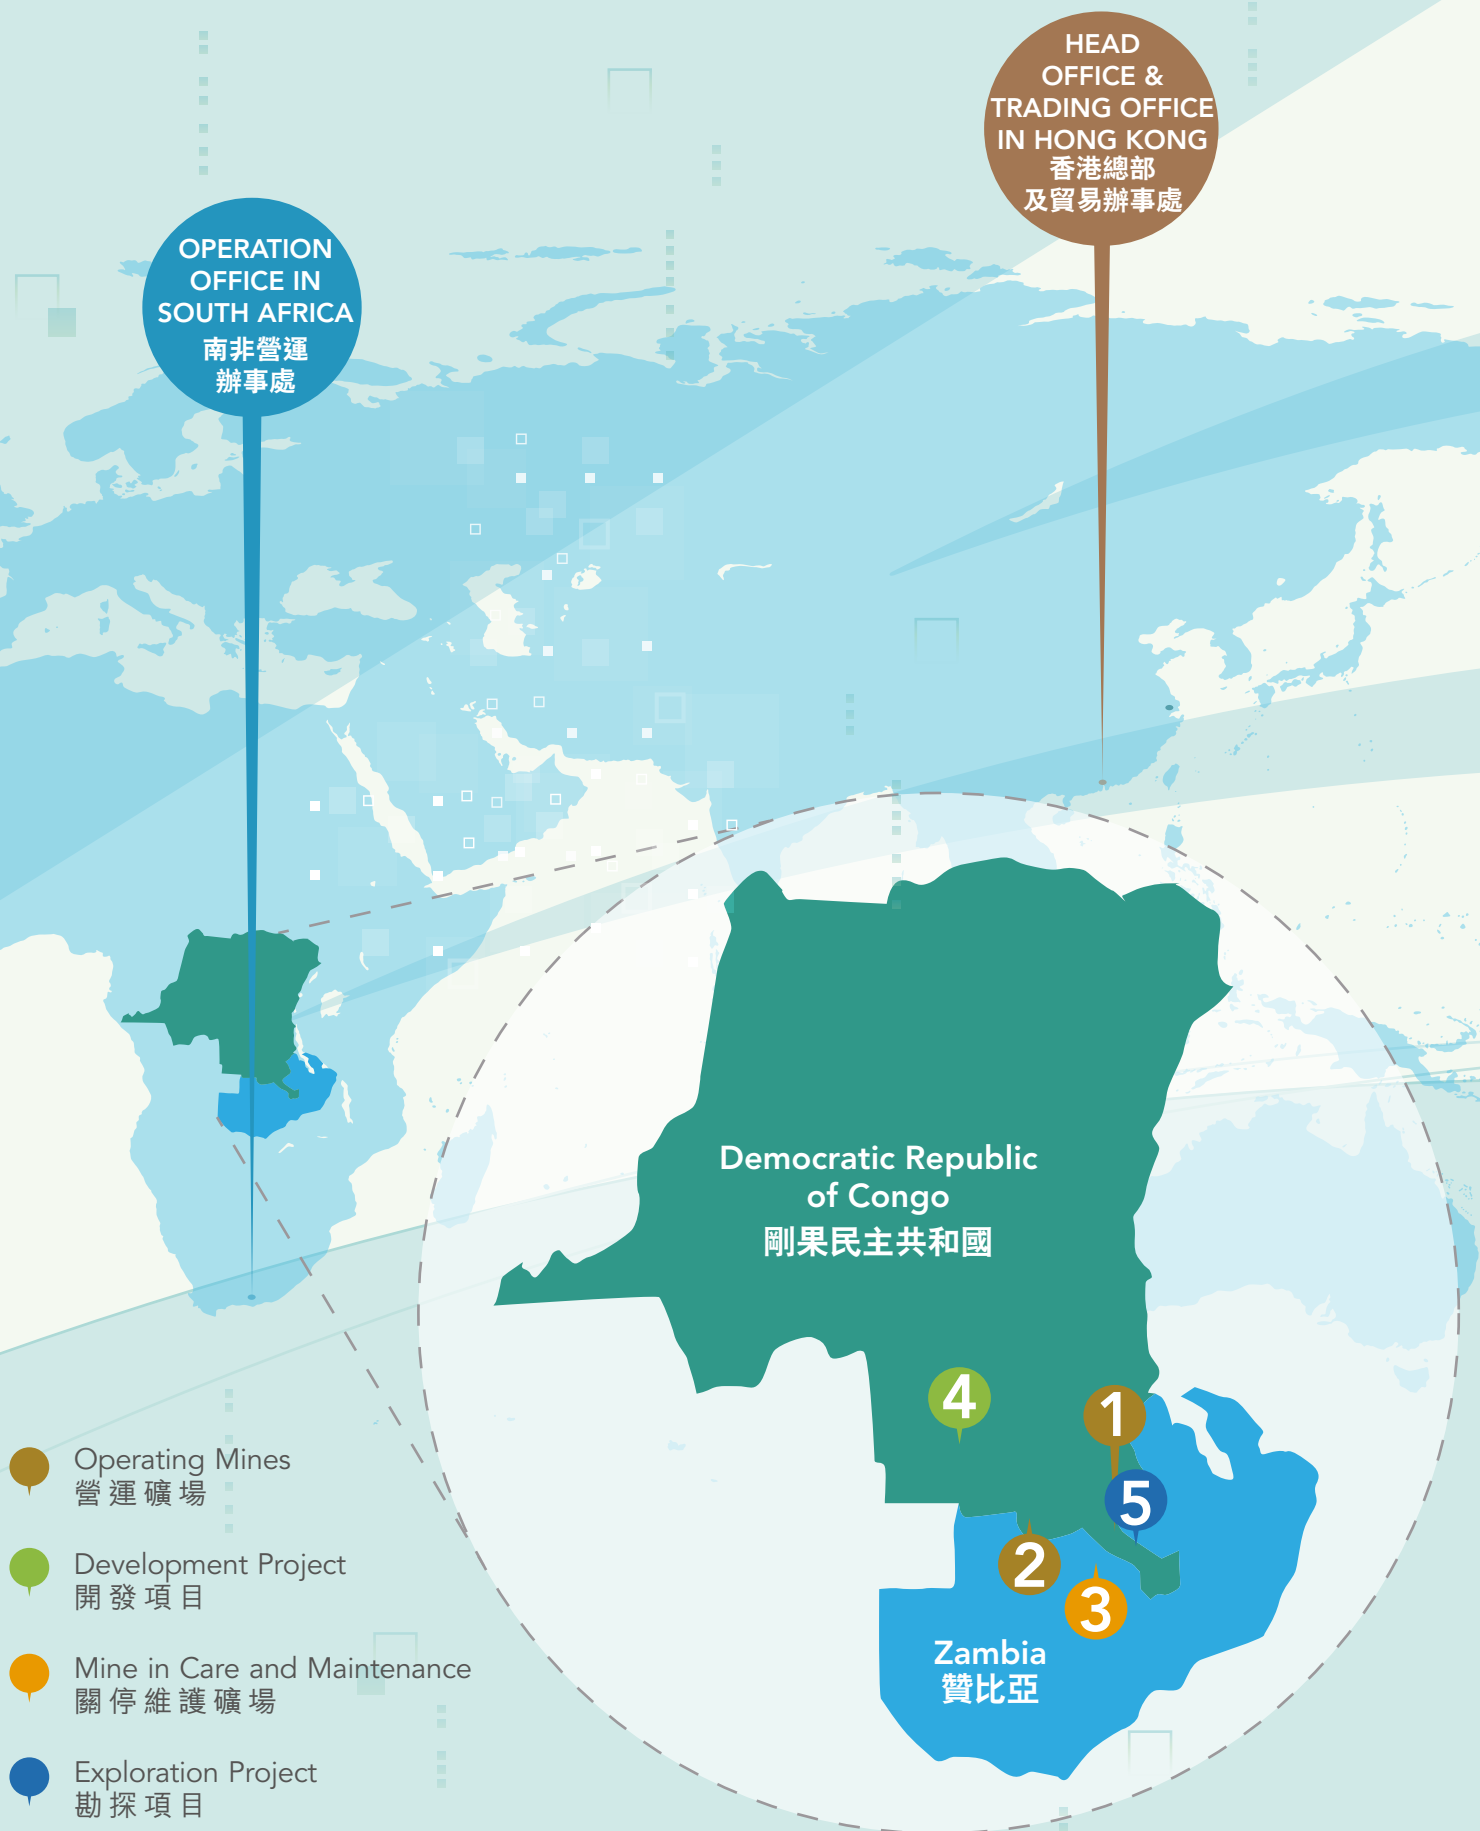 HEAD
OFFICE &
TRADING OFFICE
IN HONG KONG
香港總部
及貿易辦事處
OPERATION
OFFICE IN
SOUTH AFRICA
南非營運
辦事處
Democratic Republic
of Congo
剛果民主共和國
4
1
5
2
3
Zambia
贊比亞
Operating Mines
營運礦場
Development Project
開發項目
Mine in Care and Maintenance
關停維護礦場
Exploration Project
勘探項目